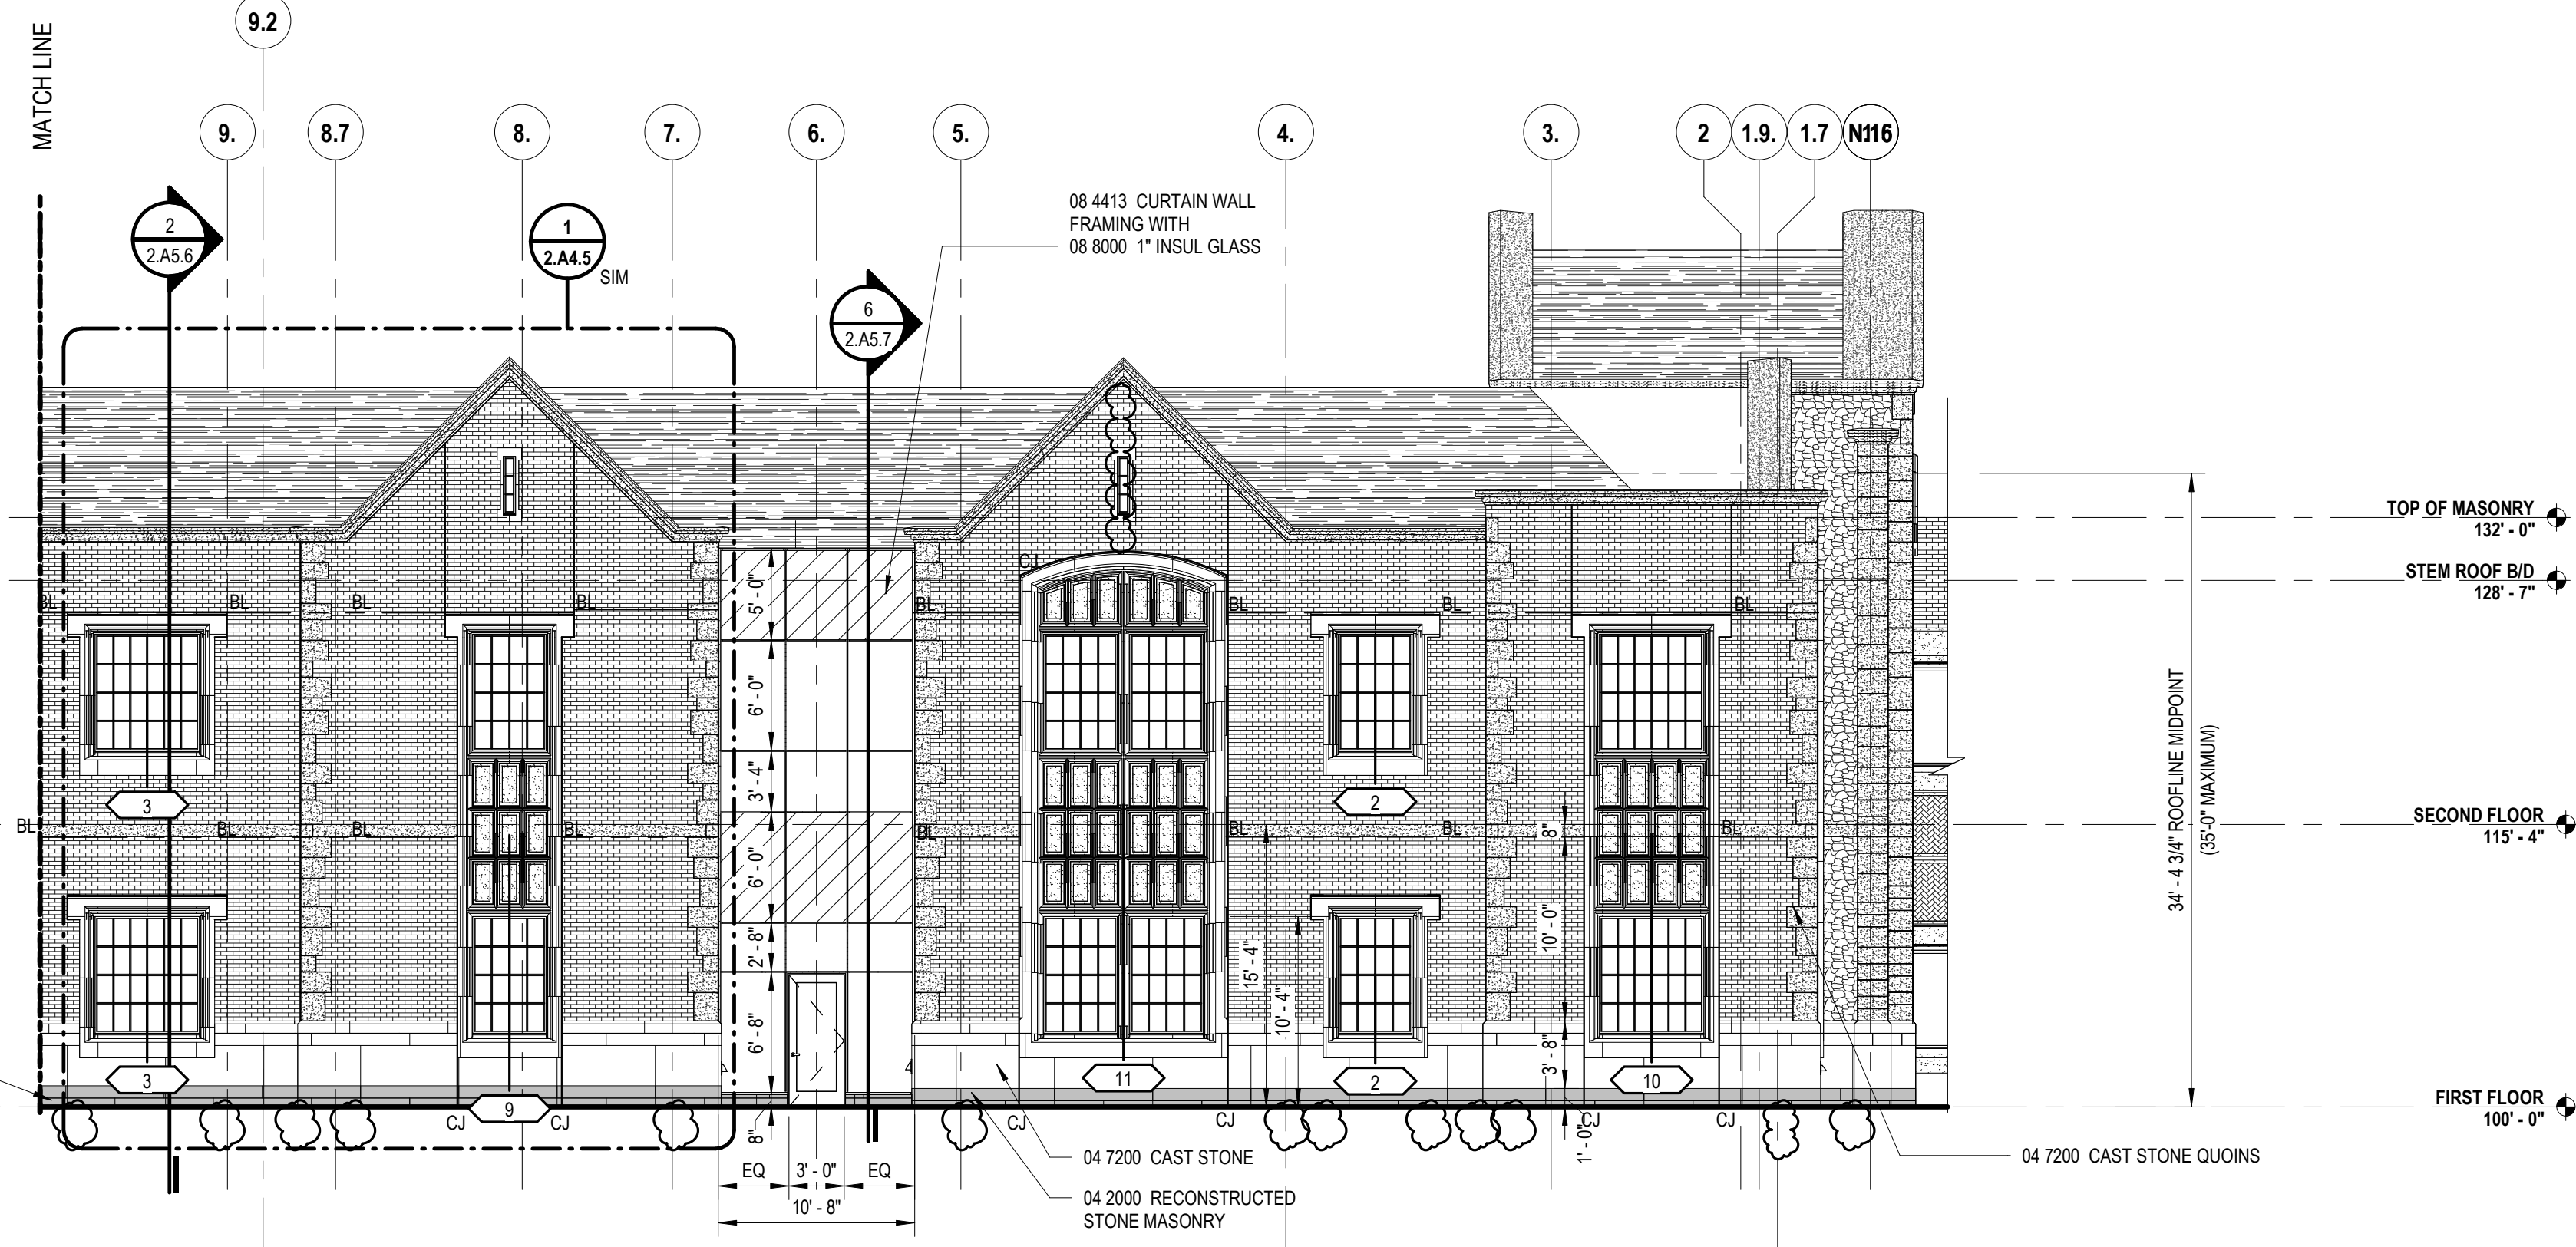 MATCH LINE
9.2
9.
8.7
8.
7.
6.
5.
4.
3.
2
1.9.
1.7
2
2.A5.6
1
2.A4.5
SIM
6
2.A5.7
08 4413 CURTAIN WALL
FRAMING WITH
08 8000 1" INSUL GLASS
TOP OF MASONRY
132' - 0"
STEM ROOF B/D
128' - 7"
SECOND FLOOR
115' - 4"
FIRST FLOOR
100' - 0"
34' - 4 3/4" ROOFLINE MIDPOINT
(35'-0" MAXIMUM)
CJ
BL
BL
BL
BL
BL
BL
BL
BL
5' - 0"
6' - 0"
3' - 4"
6' - 0"
2' - 8"
6' - 8"
8"
3
2
BL
BL
BL
BL
BL
BL
BL
BL
8"
10' - 0"
3' - 8"
1' - 0"
15' - 4"
10' - 4"
3
9
11
2
10
CJ
CJ
CJ
CJ
CJ
CJ
EQ
3' - 0"
EQ
10' - 8"
04 7200 CAST STONE
04 2000 RECONSTRUCTED
STONE MASONRY
04 7200 CAST STONE QUOINS